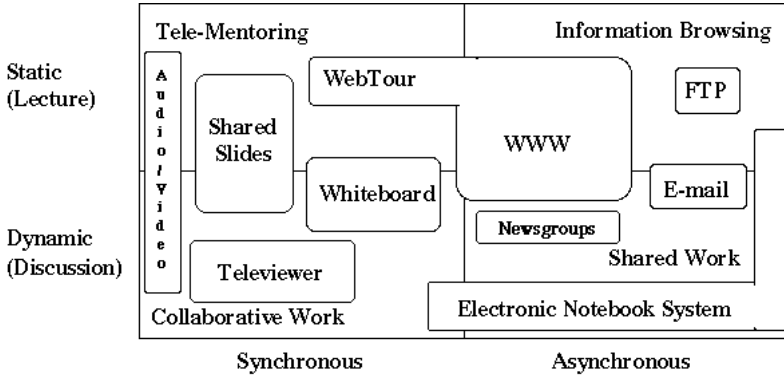 Tele-Mentoring
Information Browsing
Static
(Lecture)
Audio/Video
Shared
Slides
WebTour
WWW
FTP
Whiteboard
E-mail
Dynamic
(Discussion)
Newsgroups
Televiewer
Shared Work
Collaborative Work
Electronic Notebook System
Synchronous
Asynchronous